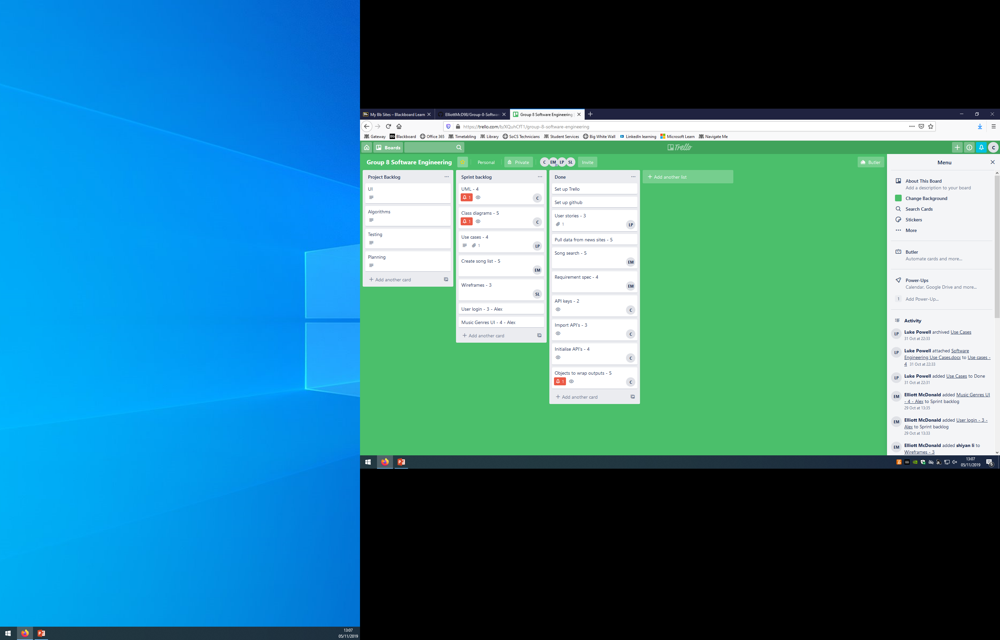 My Bb Sites – Blackboard Learn
ElliottMcD98/Group-8-Softwar
Group 8 Software Engineering |
https://trello.com/b/XQuhCfT1/group-8-software-engineering
Gateway
Bb Blackboard
Office 365
Timetabling
Library
SoCS Technicians
Student Services
Big White Wall
LinkedIn learning
Microsoft Learn
Navigate Me
Boards
Trello
C
Group 8 Software Engineering
Personal
Private
C
EM
LP
SL
Invite
Butler
Project Backlog
UI
Algorithms
Testing
Planning
+ Add another card
Sprint backlog
UML - 4
1
C
Class diagrams - 5
1
C
Use cases - 4
1
LP
Create song list - 5
EM
Wireframes - 3
SL
User login - 3 - Alex
Music Genres UI - 4 - Alex
+ Add another card
Done
Set up Trello
Set up github
User stories - 3
1
LP
Pull data from news sites - 5
Song search - 5
EM
Requirement spec - 4
EM
API keys - 2
C
Import API's - 3
C
Initialise API's - 4
C
Objects to wrap outputs - 5
1
C
+ Add another card
+ Add another list
Menu
About This Board
Add a description to your board
Change Background
Search Cards
Stickers
More
Butler
Automate cards and more...
Power-Ups
Calendar, Google Drive and more...
1 Add Power-Up...
Activity
LP
Luke Powell archived Use Cases
31 Oct at 22:33
LP
Luke Powell attached Software
Engineering Use Cases.docx to Use cases -
4 31 Oct at 22:33
LP
Luke Powell added Use Cases to Done
31 Oct at 22:31
EM
Elliott McDonald added Music Genres UI
- 4 - Alex to Sprint backlog
29 Oct at 13:35
EM
Elliott McDonald added User login - 3 -
Alex to Sprint backlog
29 Oct at 13:33
EM
Elliott McDonald added shiyan li to
Wireframes - 3
13:07
05/11/2019
6
13:07
05/11/2019